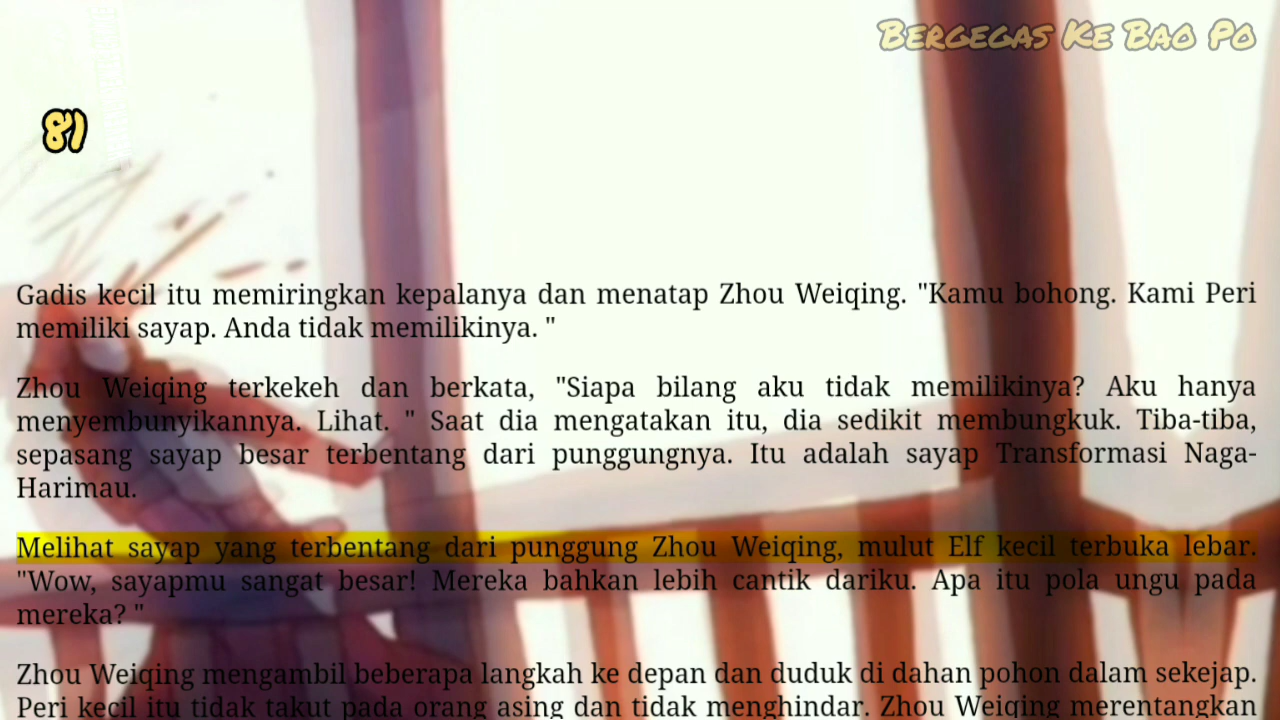 Bergegas Ke Bao Po
81
Gadis kecil itu memiringkan kepalanya dan menatap Zhou Weiqing. "Kamu bohong. Kami Peri
memiliki sayap. Anda tidak memilikinya. "
Zhou Weiqing terkekeh dan berkata, "Siapa bilang aku tidak memilikinya? Aku hanya
menyembunyikannya. Lihat. " Saat dia mengatakan itu, dia sedikit membungkuk. Tiba-tiba,
sepasang sayap besar terbentang dari punggungnya. Itu adalah sayap Transformasi Naga-
Harimau.
Melihat sayap yang terbentang dari punggung Zhou Weiqing, mulut Elf kecil terbuka lebar.
"Wow, sayapmu sangat besar! Mereka bahkan lebih cantik dariku. Apa itu pola ungu pada
mereka? "
Zhou Weiqing mengambil beberapa langkah ke depan dan duduk di dahan pohon dalam sekejap.
Peri kecil itu tidak takut pada orang asing dan tidak menghindar. Zhou Weiqing merentangkan